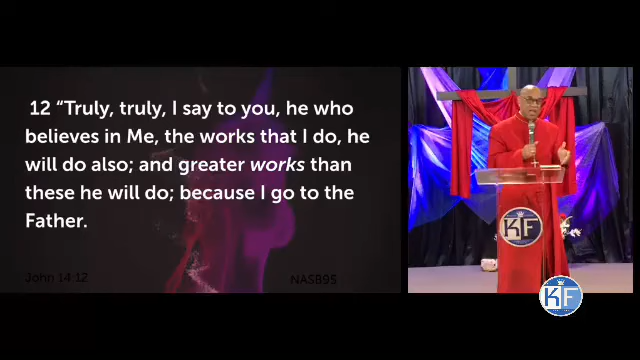 12 “Truly, truly, I say to you, he who
believes in Me, the works that I do, he
will do also; and greater works than
these he will do; because I go to the
Father.
John 14:12
NASB95
KF
KF